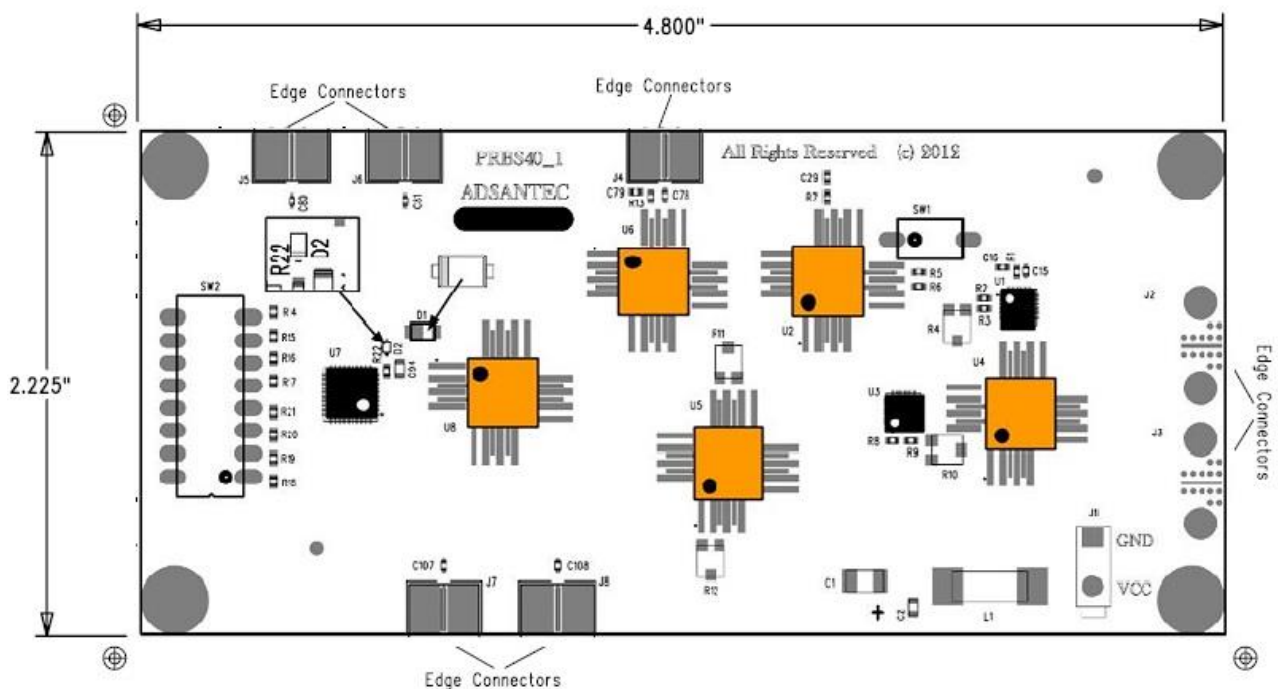 4.800"
Edge Connectors
Edge Connectors
2.225"
J5
J6
J4
PRBS40_1
ADSANTEC
All Rights Reserved (c) 2012
C81
C79
C78
C29
R7
U6
SW1
R22
D2
SW2
R4
R15
R16
R17
R21
R20
R19
U7
D1
R22
D2
C94
U8
U2
R5
R6
C16
C15
U1
R2
R3
R4
J2
F11
U5
U3
U4
R8
R9
R10
J3
Edge Connectors
R12
C107
J7
C108
J8
C1
+
L1
J11
GND
VCC
Edge Connectors